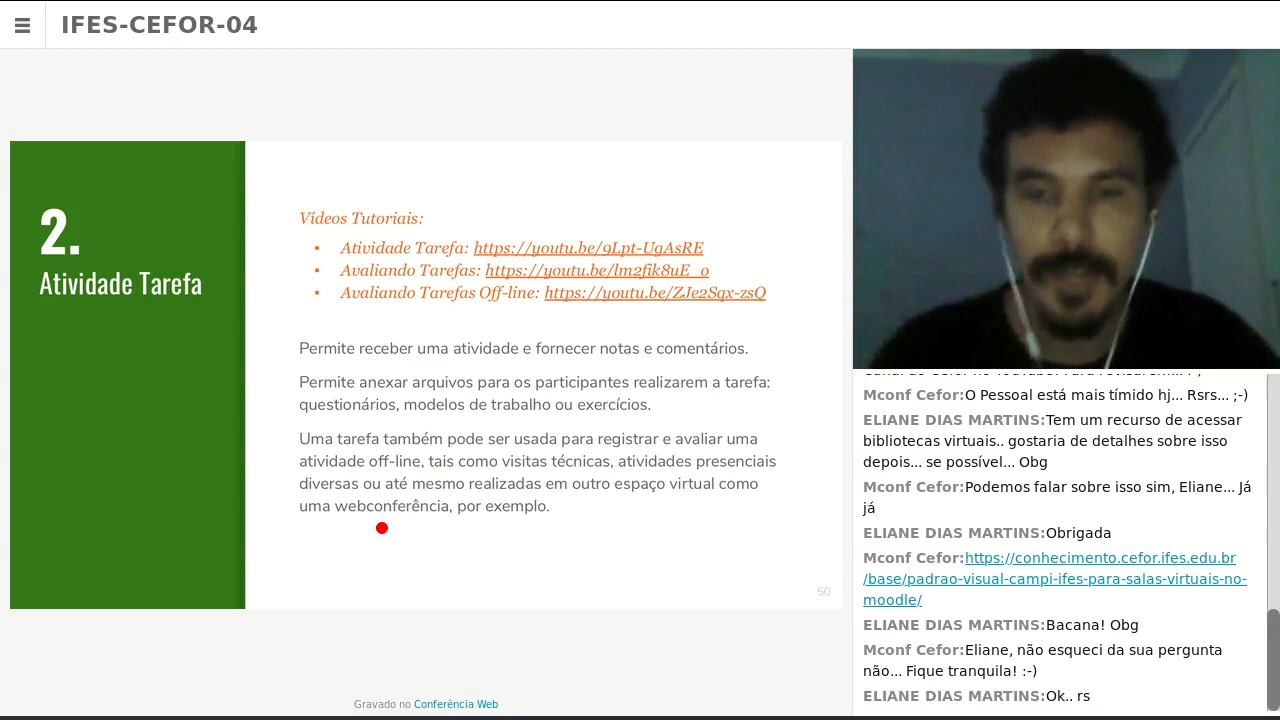 IFES-CEFOR-04
2.
Atividade Tarefa
Vídeos Tutoriais:
▪ Atividade Tarefa: https://youtu.be/9Lpt-UgAsRE
▪ Avaliando Tarefas: https://youtu.be/lm2fik8uE_o
▪ Avaliando Tarefas Off-line: https://youtu.be/ZJe2Sqx-zsQ
Permite receber uma atividade e fornecer notas e comentários.
Permite anexar arquivos para os participantes realizarem a tarefa:
questionários, modelos de trabalho ou exercícios.
Uma tarefa também pode ser usada para registrar e avaliar uma
atividade off-line, tais como visitas técnicas, atividades presenciais
diversas ou até mesmo realizadas em outro espaço virtual como
uma webconferência, por exemplo.
50
Gravado no Conferência Web
Mconf Cefor:O Pessoal está mais tímido hj... Rsrs... ;-)
ELIANE DIAS MARTINS:Tem um recurso de acessar
bibliotecas virtuais.. gostaria de detalhes sobre isso
depois... se possível... Obg
Mconf Cefor:Podemos falar sobre isso sim, Eliane... Já
já
ELIANE DIAS MARTINS:Obrigada
Mconf Cefor:https://conhecimento.cefor.ifes.edu.br
/base/padrao-visual-campi-ifes-para-salas-virtuais-no-
moodle/
ELIANE DIAS MARTINS:Bacana! Obg
Mconf Cefor:Eliane, não esqueci da sua pergunta
não... Fique tranquila! :-)
ELIANE DIAS MARTINS:Ok.. rs